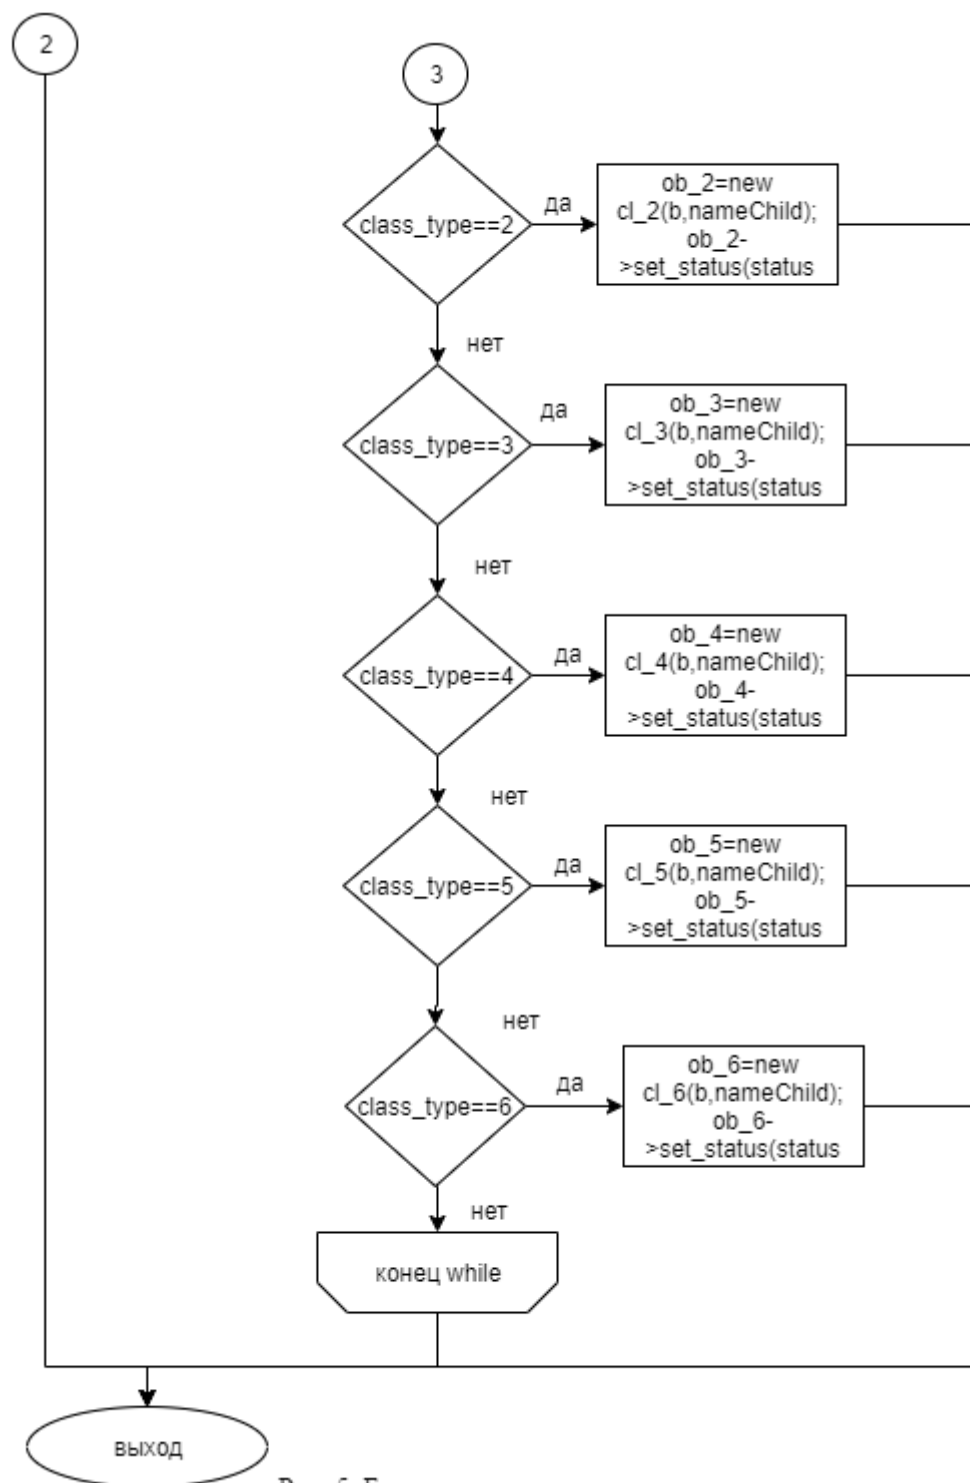 2
3
class_type==2
да
ob_2=new
cl_2(b,nameChild);
ob_2-
>set_status(status
нет
class_type==3
да
ob_3=new
cl_3(b,nameChild);
ob_3-
>set_status(status
нет
class_type==4
да
ob_4=new
cl_4(b,nameChild);
ob_4-
>set_status(status
нет
class_type==5
да
ob_5=new
cl_5(b,nameChild);
ob_5-
>set_status(status
нет
class_type==6
да
ob_6=new
cl_6(b,nameChild);
ob_6-
>set_status(status
нет
конец while
выход